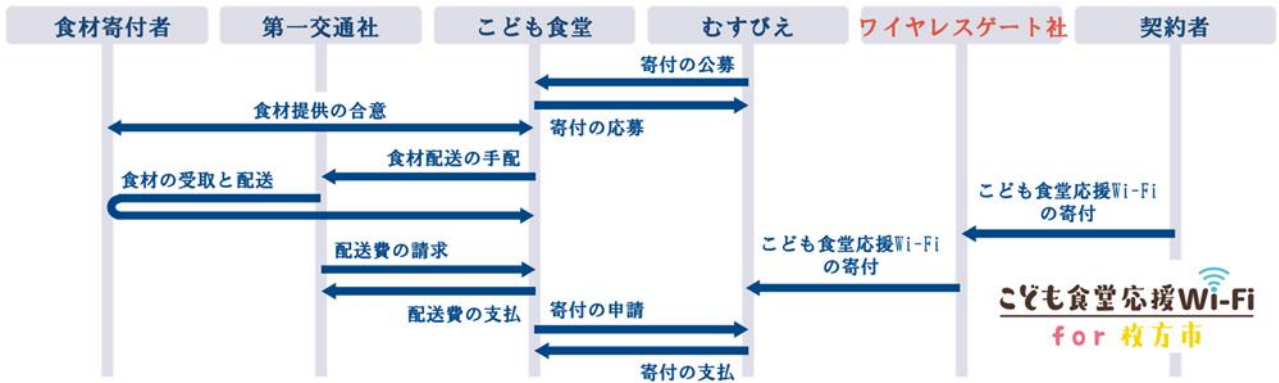 食材寄付者
第一交通社
こども食堂
むすびえ
ワイヤレスゲート社
契約者
寄付の公募
食材提供の合意
寄付の応募
食材配送の手配
食材の受取と配送
こども食堂応援Wi-Fi
の寄付
配送費の請求
こども食堂応援Wi-Fi
の寄付
配送費の支払
寄付の申請
寄付の支払
こども食堂応援Wi-Fi
for 枚方市